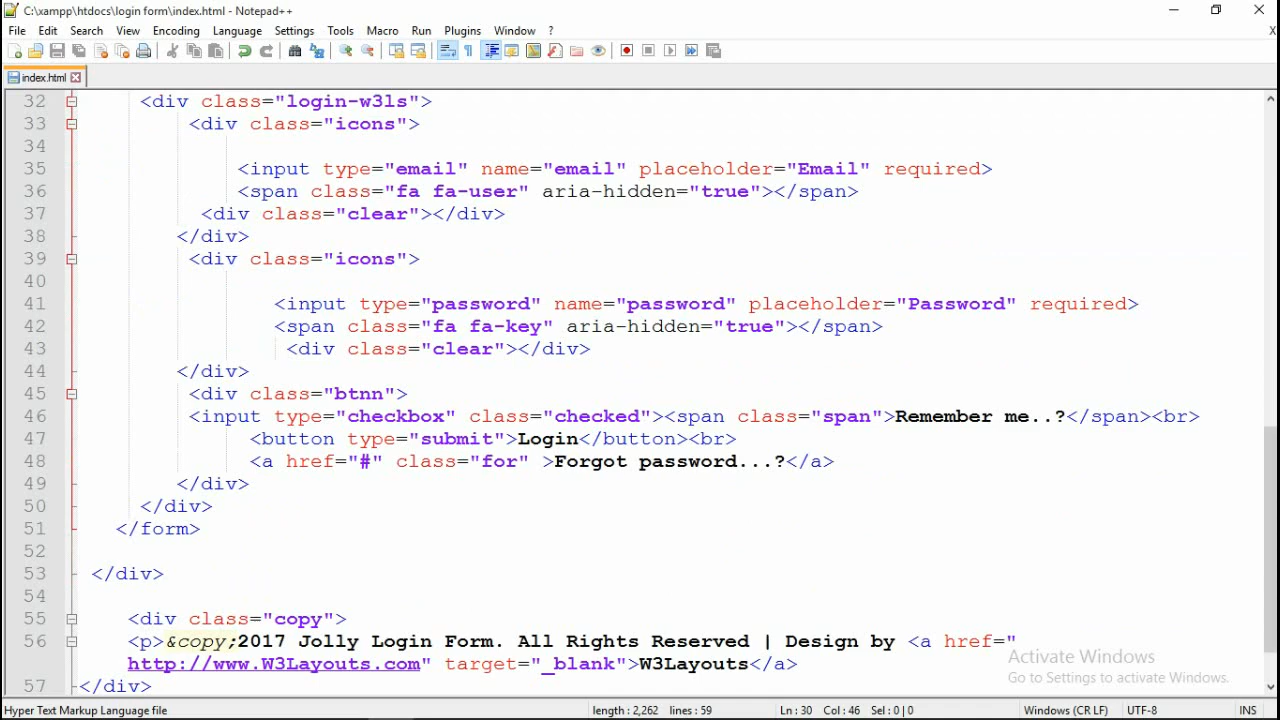 C:\xampp\htdocs\login form\index.html - Notepad++
File Edit Search View Encoding Language Settings Tools Macro Run Plugins Window ? X
index.html
32 <div class="login-w3ls">
33 <div class="icons">
34
35 <input type="email" name="email" placeholder="Email" required>
36 <span class="fa fa-user" aria-hidden="true"></span>
37 <div class="clear"></div>
38 </div>
39 <div class="icons">
40
41 <input type="password" name="password" placeholder="Password" required>
42 <span class="fa fa-key" aria-hidden="true"></span>
43 <div class="clear"></div>
44 </div>
45 <div class="btnn">
46 <input type="checkbox" class="checked"><span class="span">Remember me..?</span><br>
47 <button type="submit">Login</button><br>
48 <a href="#" class="for" >Forgot password...?</a>
49 </div>
50 </div>
51 </form>
52
53 </div>
54
55 <div class="copy">
56 <p>&copy;2017 Jolly Login Form. All Rights Reserved | Design by <a href="
http://www.W3Layouts.com" target="_blank">W3Layouts</a>
57 </div>
Activate Windows
Go to Settings to activate Windows.
Hyper Text Markup Language file length : 2,262 lines : 59 Ln : 30 Col : 46 Sel : 0 | 0 Windows (CR LF) UTF-8 INS